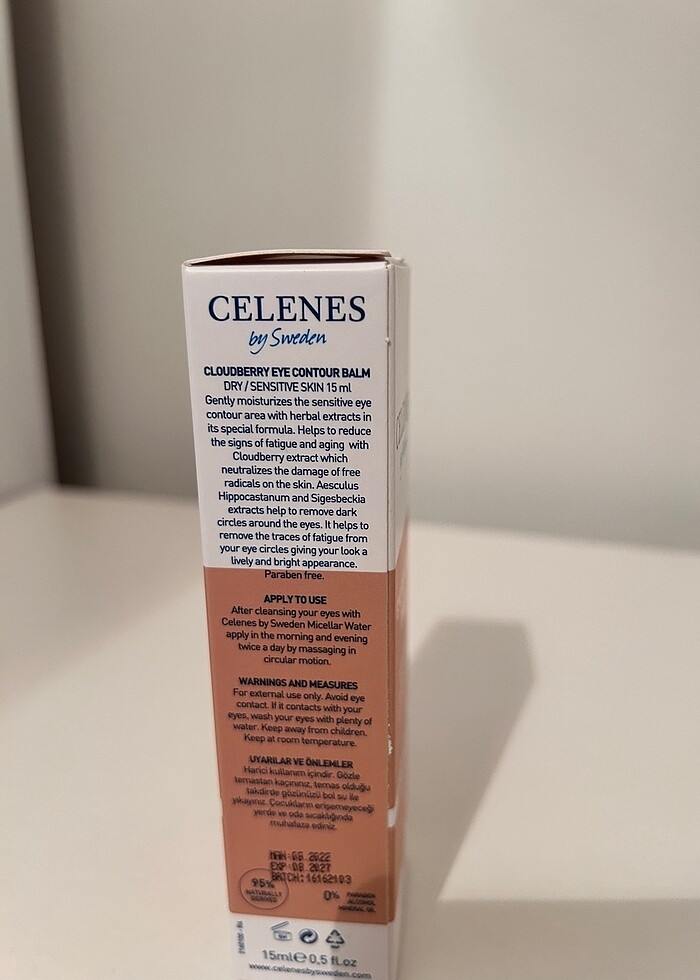 CELENES
by Sweden
CLOUDBERRY EYE CONTOUR BALM
DRY / SENSITIVE SKIN 15 ml
Gently moisturizes the sensitive eye
contour area with herbal extracts in
its special formula. Helps to reduce
the signs of fatigue and aging with
Cloudberry extract which
neutralizes the damage of free
radicals on the skin. Aesculus
Hippocastanum and Sigesbeckia
extracts help to remove dark
circles around the eyes. It helps to
remove the traces of fatigue from
your eye circles giving your look a
lively and bright appearance.
Paraben free.
APPLY TO USE
After cleansing your eyes with
Celenes by Sweden Micellar Water
apply in the morning and evening
twice a day by massaging in
circular motion.
WARNINGS AND MEASURES
For external use only. Avoid eye
contact. If it contacts with your
eyes, wash your eyes with plenty of
water. Keep away from children.
Keep at room temperature.
UYARILAR VE ÖNLEMLER
Harici kullanım içindir. Gözle
temastan kaçınınız, temas olduğu
takdirde gözünüzü bol su ile
yıkayınız. Çocukların erişemeyeceği
yerde ve oda sıcaklığında
muhafaza ediniz.
MAN:08.2022
EXP:08.2027
BATCH:16162103
95%
NATURALLY
DERIVED
0% PARABEN
ALCOHOL
MINERAL OIL
15ml e 0,5 fl.oz
www.celenesbysweden.com